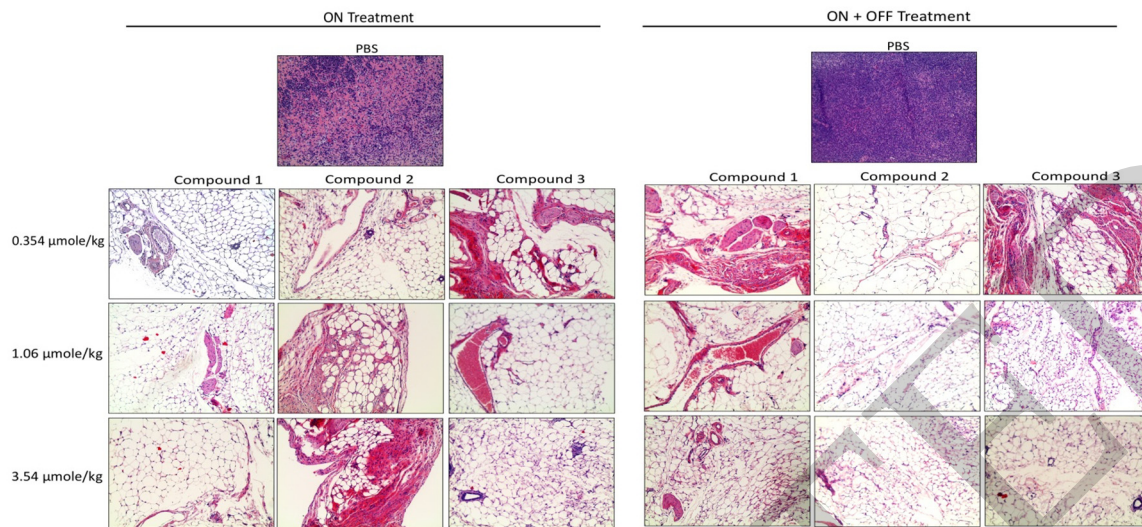 ON Treatment
ON + OFF Treatment
PBS
PBS
Compound 1
Compound 2
Compound 3
Compound 1
Compound 2
Compound 3
0.354 µmole/kg
1.06 µmole/kg
3.54 µmole/kg